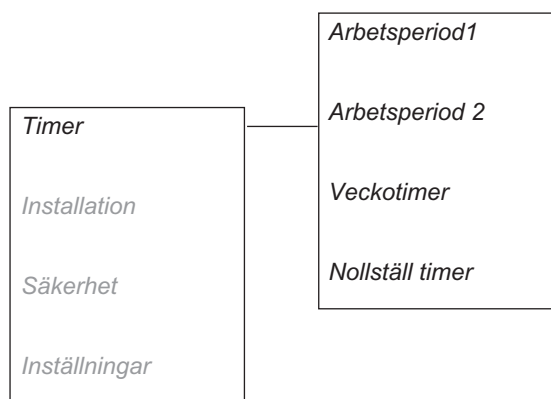 Timer
Installation
Säkerhet
Inställningar
Arbetsperiod1
Arbetsperiod 2
Veckotimer
Nollställ timer